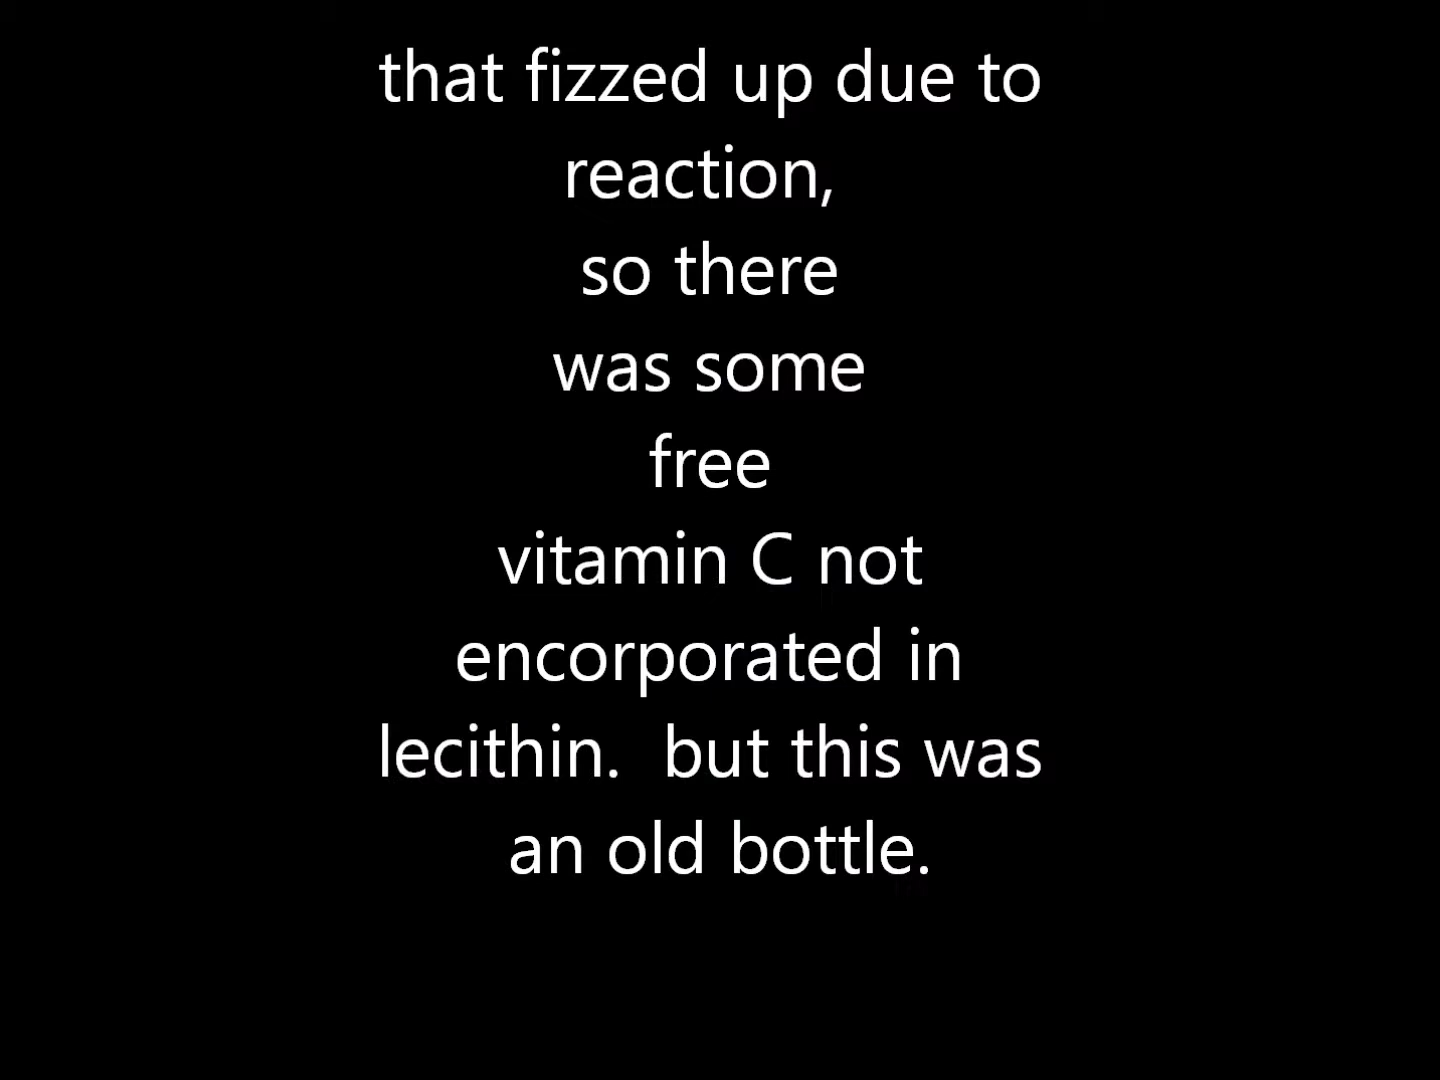 that fizzed up due to
reaction,
so there
was some
free
vitamin C not
encorporated in
lecithin.  but this was
an old bottle.